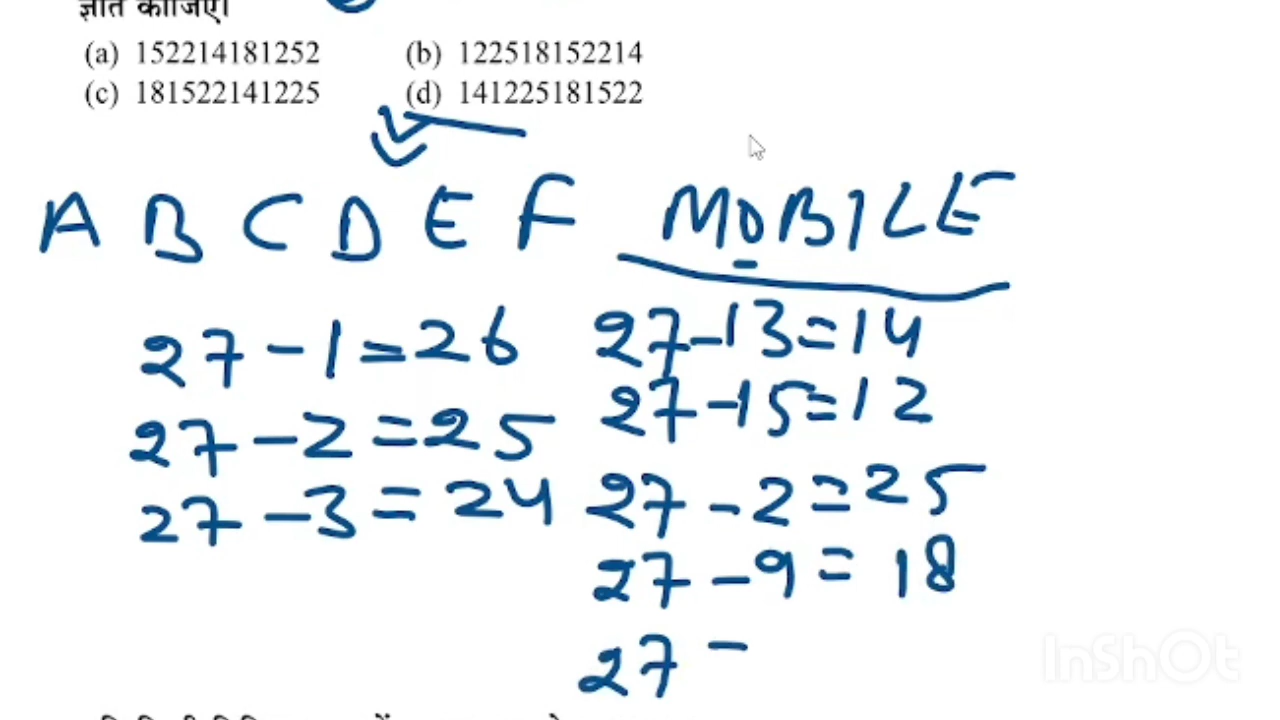 ज्ञात कीजिए।
(a) 152214181252 (b) 122518152214
(c) 181522141225 (d) 141225181522
A B C D E F MOBILE
27-1=26 27-13=14
27-2=25 27-15=12
27-3=24 27-2=25
27-9=18
27-
InShOt